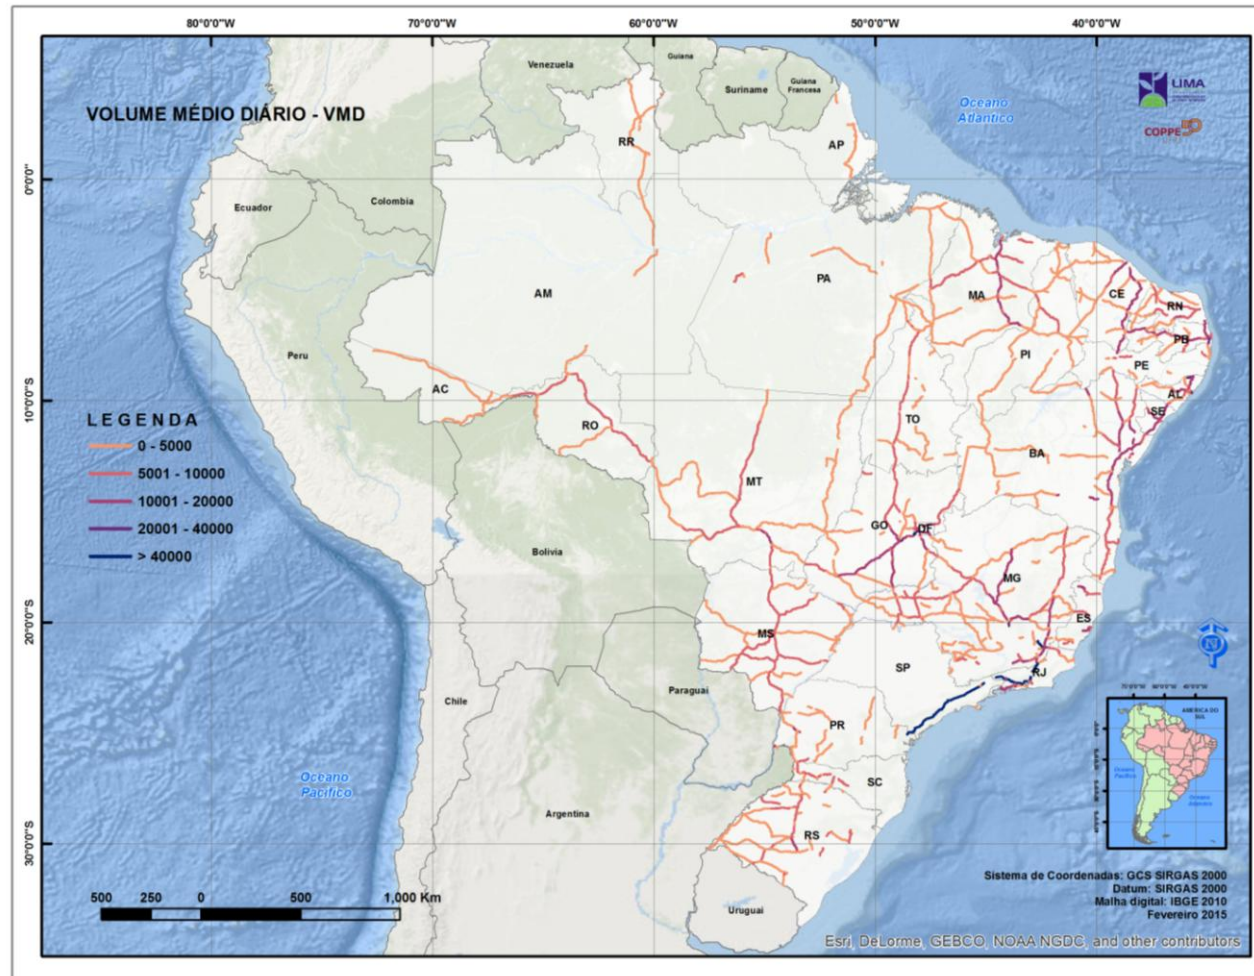 80°0'0"W 70°0'0"W 60°0'0"W 50°0'0"W 40°0'0"W
VOLUME MÉDIO DIÁRIO - VMD
Venezuela
Guiana
Suriname
Guiana
Francesa
Oceano
Atlântico
LIMA
COPPE
RR
AP
0°0'0"
Ecuador
Colombia
AM
PA
MA
CE
RN
PB
PI
PE
AL
SE
Peru
AC
RO
TO
BA
MT
GO
DF
10°0'0"S
LEGENDA
0 - 5000
5001 - 10000
10001 - 20000
20001 - 40000
> 40000
Bolivia
MG
ES
MS
SP
RJ
20°0'0"S
N
Paraguai
Chile
PR
SC
RS
Oceano
Pacífico
Argentina
Uruguai
30°0'0"S
AMÉRICA DO
SUL
Oceano
Pacífico
Oceano
Atlântico
500 250 0 500 1,000 Km
Sistema de Coordenadas: GCS SIRGAS 2000
Datum: SIRGAS 2000
Malha digital: IBGE 2010
Fevereiro 2015
Esri, DeLorme, GEBCO, NOAA NGDC, and other contributors